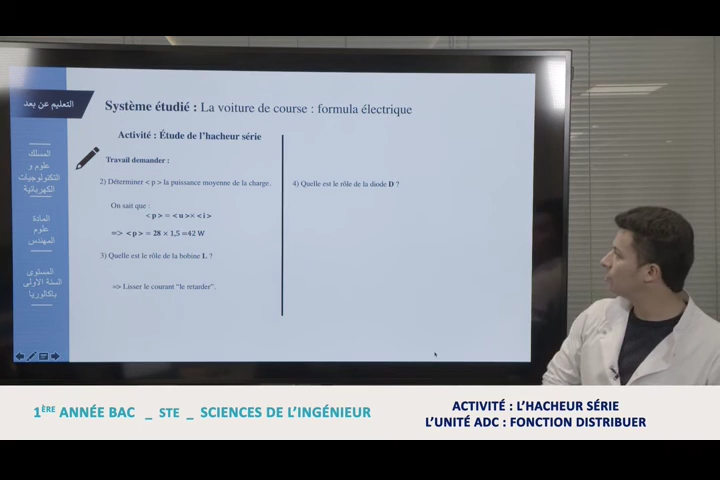 التعليم عن بعد
المسلك
علوم و
التكنولوجيات
الكهربائية
المادة
علوم
المهندس
المستوى
السنة الأولى
باكالوريا
Système étudié : La voiture de course : formula électrique
Activité : Étude de l'hacheur série
Travail demander :
2) Déterminer < p > la puissance moyenne de la charge.
On sait que :
< p > = < u > × < i >
=> < p > = 28 × 1,5 =42 W
3) Quelle est le rôle de la bobine L ?
=> Lisser le courant "le retarder".
4) Quelle est le rôle de la diode D ?
1ÈRE ANNÉE BAC _ STE _ SCIENCES DE L'INGÉNIEUR
ACTIVITÉ : L'HACHEUR SÉRIE
L'UNITÉ ADC : FONCTION DISTRIBUER